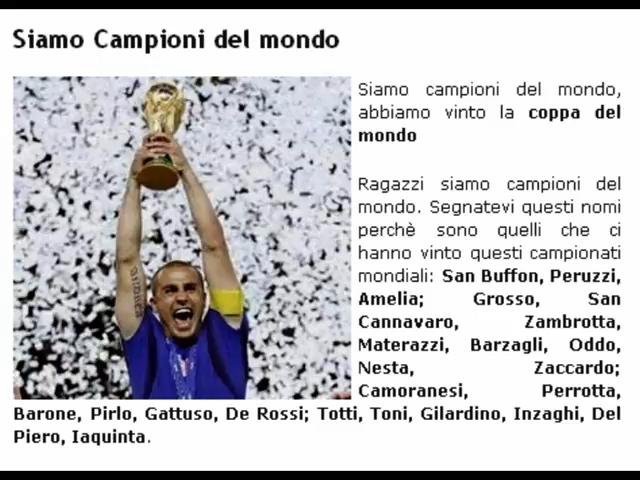 Siamo Campioni del mondo
Siamo campioni del mondo,
abbiamo vinto la coppa del
mondo
Ragazzi siamo campioni del
mondo. Segnatevi questi nomi
perchè sono quelli che ci
hanno vinto questi campionati
mondiali: San Buffon, Peruzzi,
Amelia; Grosso, San
Cannavaro, Zambrotta,
Materazzi, Barzagli, Oddo,
Nesta, Zaccardo;
Camoranesi, Perrotta,
Barone, Pirlo, Gattuso, De Rossi; Totti, Toni, Gilardino, Inzaghi, Del
Piero, Iaquinta.